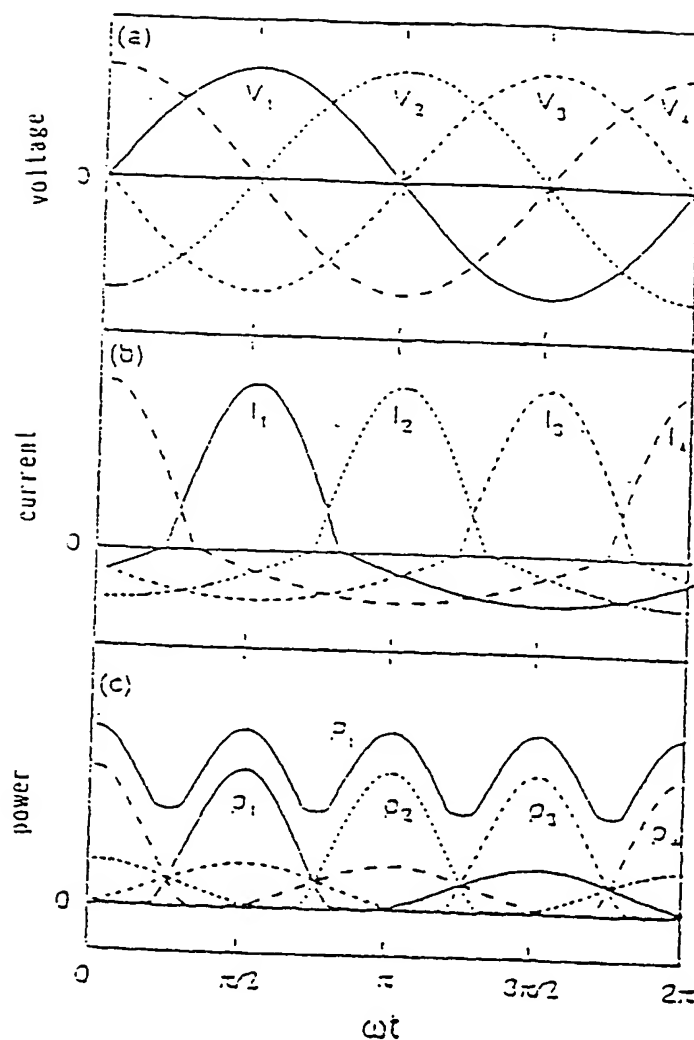 (a)
voltage
0
V₁
V₂
V₃
V₄
(b)
current
0
I₁
I₂
I₃
I₄
(c)
power
0
P₁
P₂
P₃
0
π/2
π
3π/2
2π
ωt